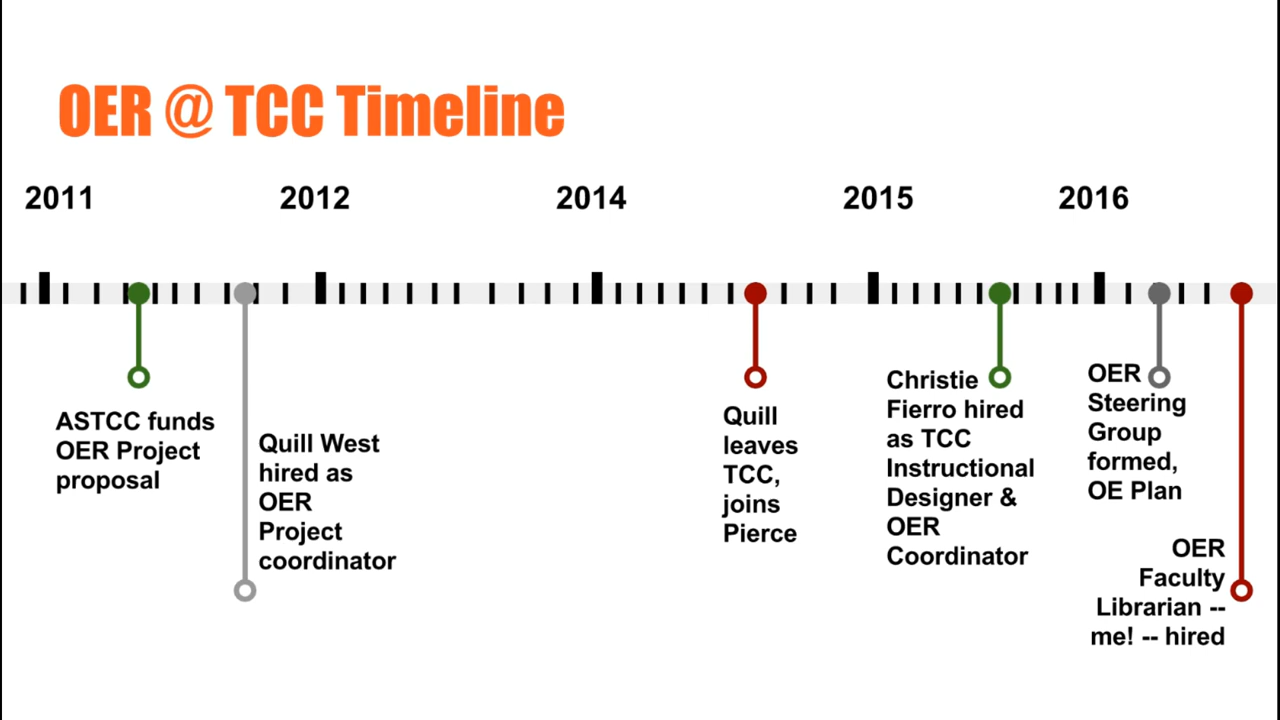 OER @ TCC Timeline
2011 2012 2014 2015 2016
ASTCC funds
OER Project
proposal
Quill West
hired as
OER
Project
coordinator
Quill
leaves
TCC,
joins
Pierce
Christie
Fierro hired
as TCC
Instructional
Designer &
OER
Coordinator
OER
Steering
Group
formed,
OE Plan
OER
Faculty
Librarian --
me! -- hired